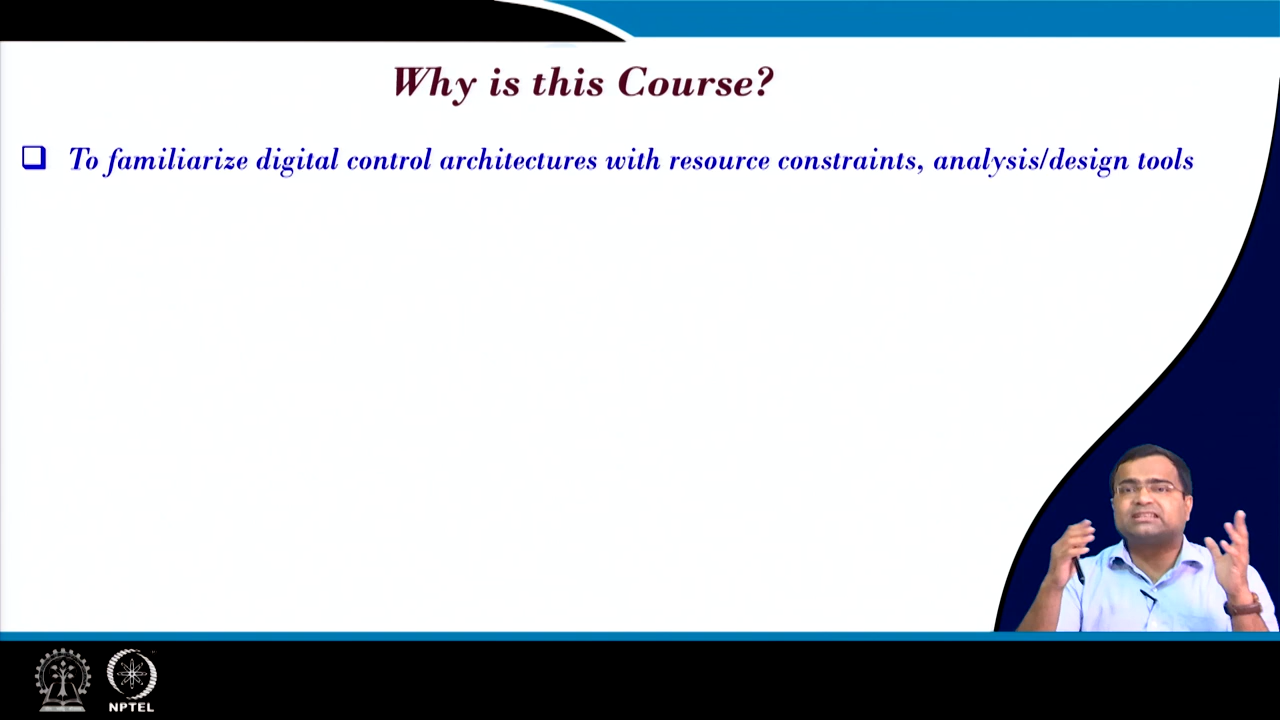 Why is this Course?
To familiarize digital control architectures with resource constraints, analysis/design tools
NPTEL